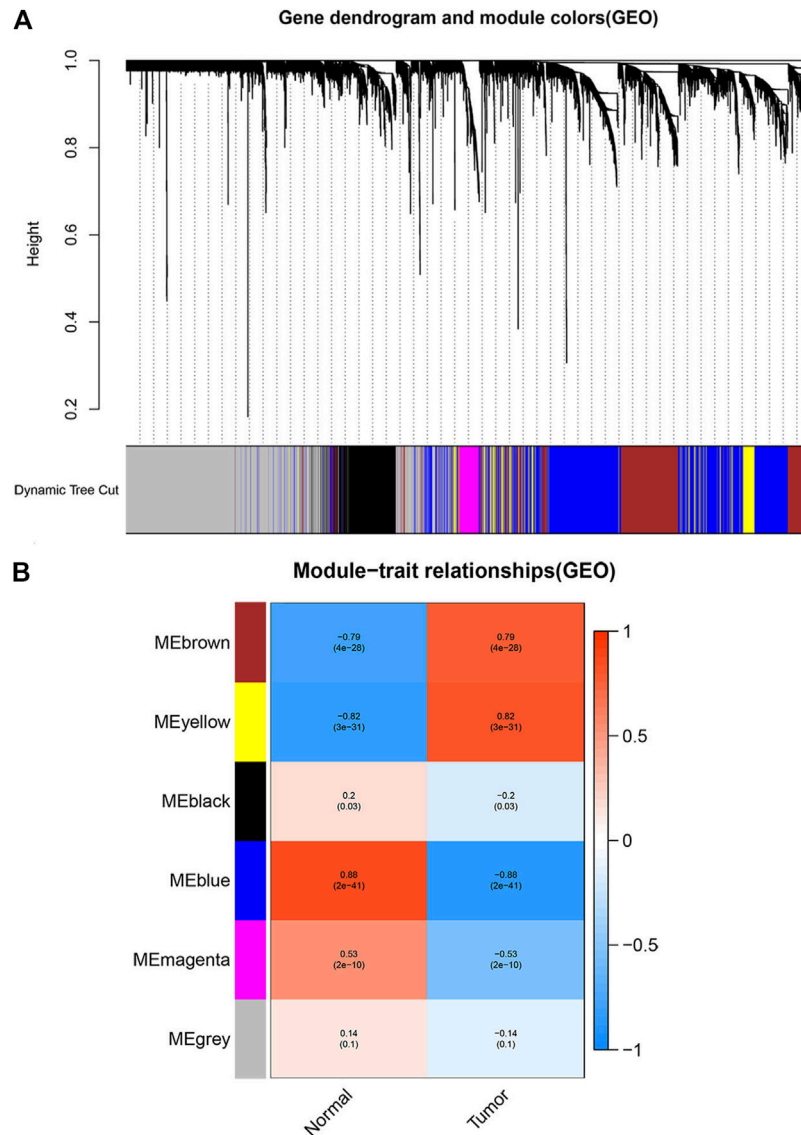 A
Gene dendrogram and module colors(GEO)
Height
1.0
0.8
0.6
0.4
0.2
Dynamic Tree Cut
B
Module−trait relationships(GEO)
MEbrown
−0.79
(4e−28)
0.79
(4e−28)
MEyellow
−0.82
(3e−31)
0.82
(3e−31)
MEblack
0.2
(0.03)
−0.2
(0.03)
MEblue
0.88
(2e−41)
−0.88
(2e−41)
MEmagenta
0.53
(2e−10)
−0.53
(2e−10)
MEgrey
0.14
(0.1)
−0.14
(0.1)
Normal
Tumor
1
0.5
0
−0.5
−1